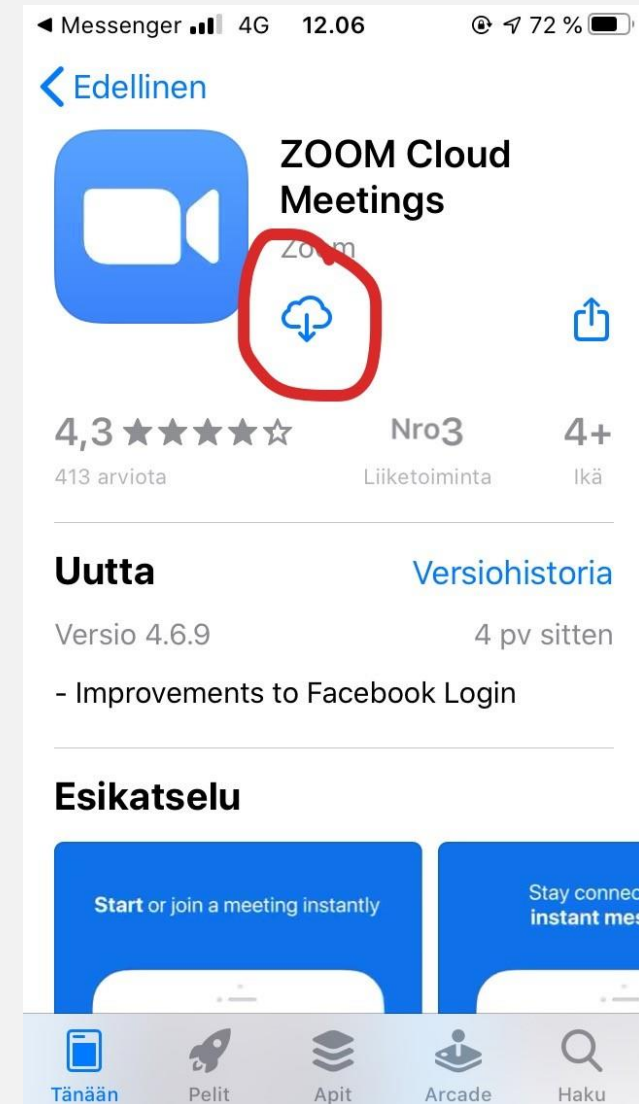 Messenger 4G 12.06 72 %
Edellinen
ZOOM Cloud
Meetings
Zoom
4,3 Nro3 4+
413 arviota Liiketoiminta Ikä
Uutta Versiohistoria
Versio 4.6.9 4 pv sitten
- Improvements to Facebook Login
Esikatselu
Start or join a meeting instantly
Stay connec
instant mes
Tänään Pelit Apit Arcade Haku